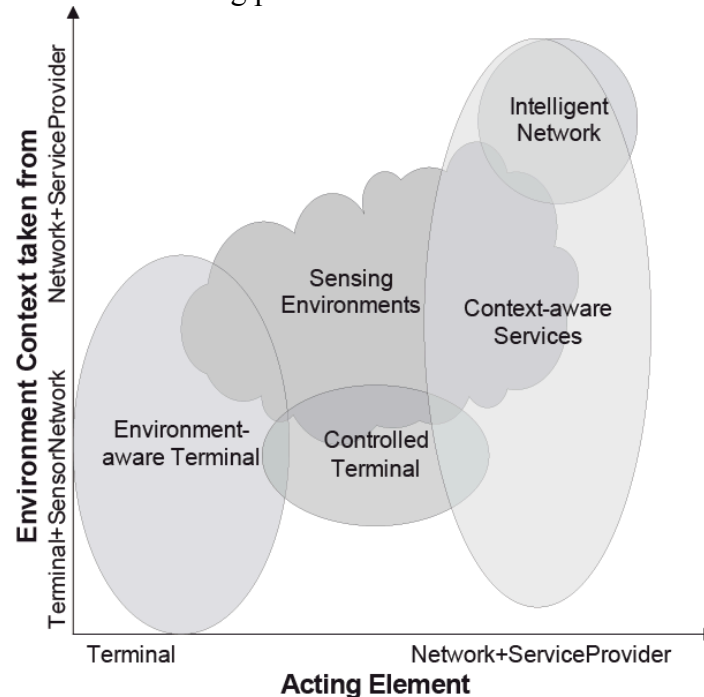 Environment Context taken from
Network+ServiceProvider
Terminal+SensorNetwork
Intelligent
Network
Sensing
Environments
Context-aware
Services
Environment-
aware Terminal
Controlled
Terminal
Terminal
Network+ServiceProvider
Acting Element